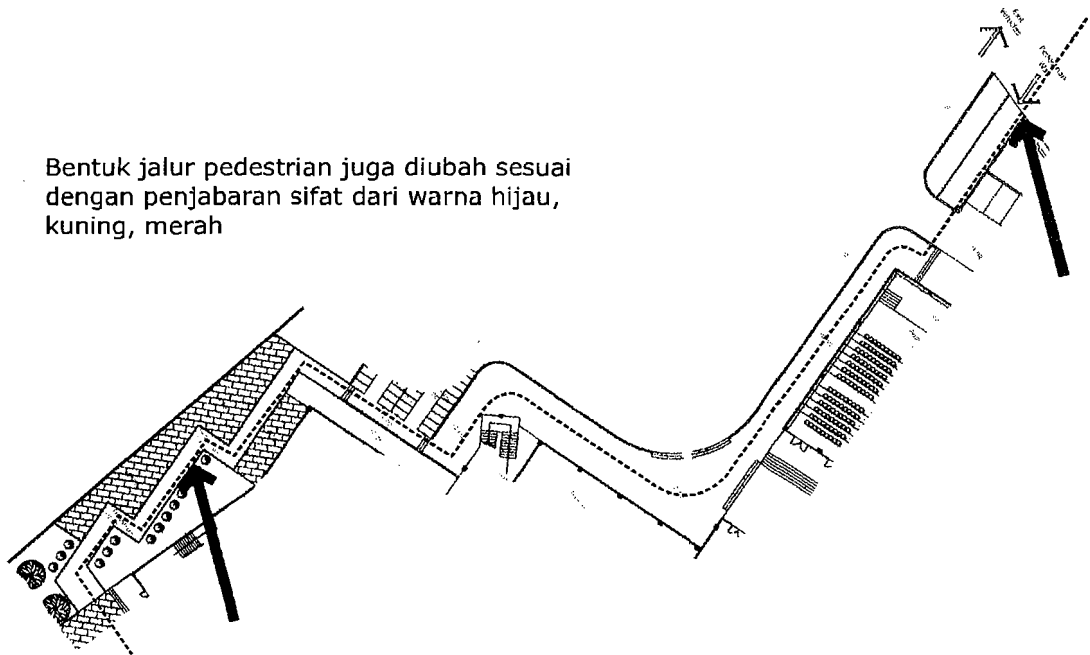 Bentuk jalur pedestrian juga diubah sesuai
dengan penjabaran sifat dari warna hijau,
kuning, merah